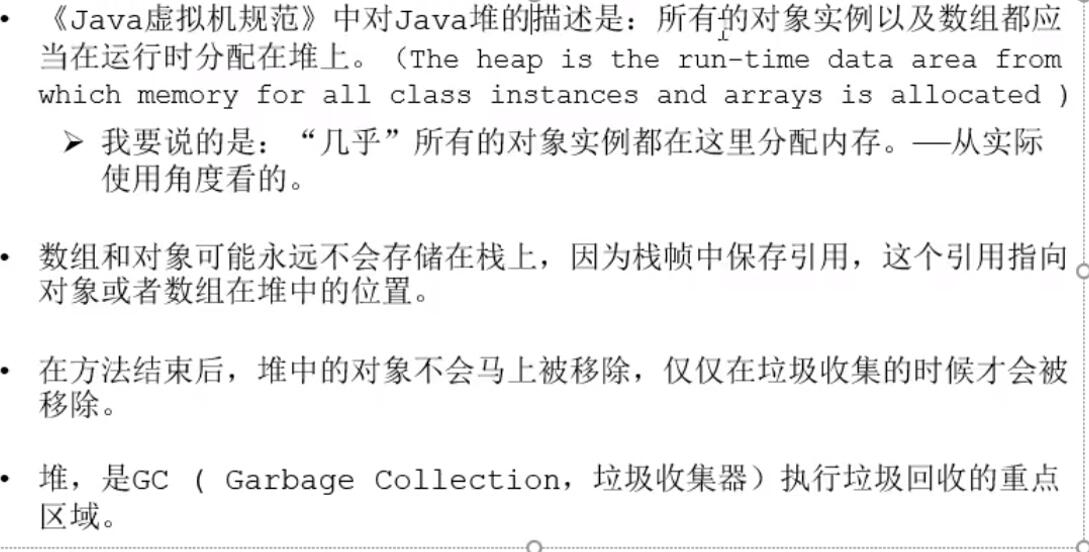 • 《Java虚拟机规范》中对Java堆的描述是：所有的对象实例以及数组都应
当在运行时分配在堆上。（The heap is the run-time data area from
which memory for all class instances and arrays is allocated ）
➢ 我要说的是：“几乎”所有的对象实例都在这里分配内存。——从实际
使用角度看的。
• 数组和对象可能永远不会存储在栈上，因为栈帧中保存引用，这个引用指向
对象或者数组在堆中的位置。
• 在方法结束后，堆中的对象不会马上被移除，仅仅在垃圾收集的时候才会被
移除。
• 堆，是GC ( Garbage Collection，垃圾收集器）执行垃圾回收的重点
区域。